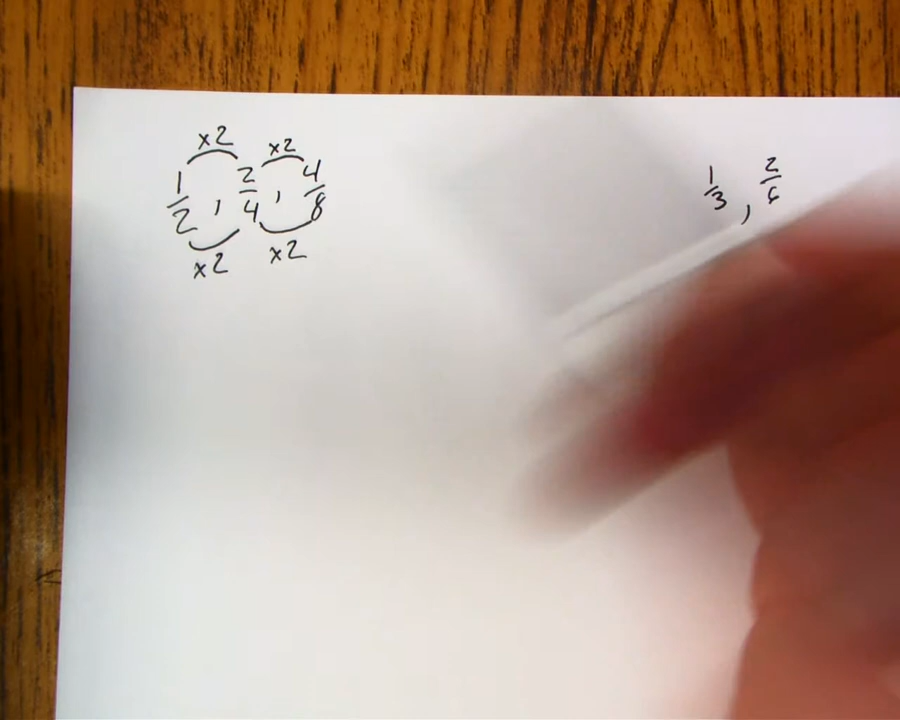 x2 x2
1/2 , 2/4 , 4/8
x2 x2
1/3 , 2/6